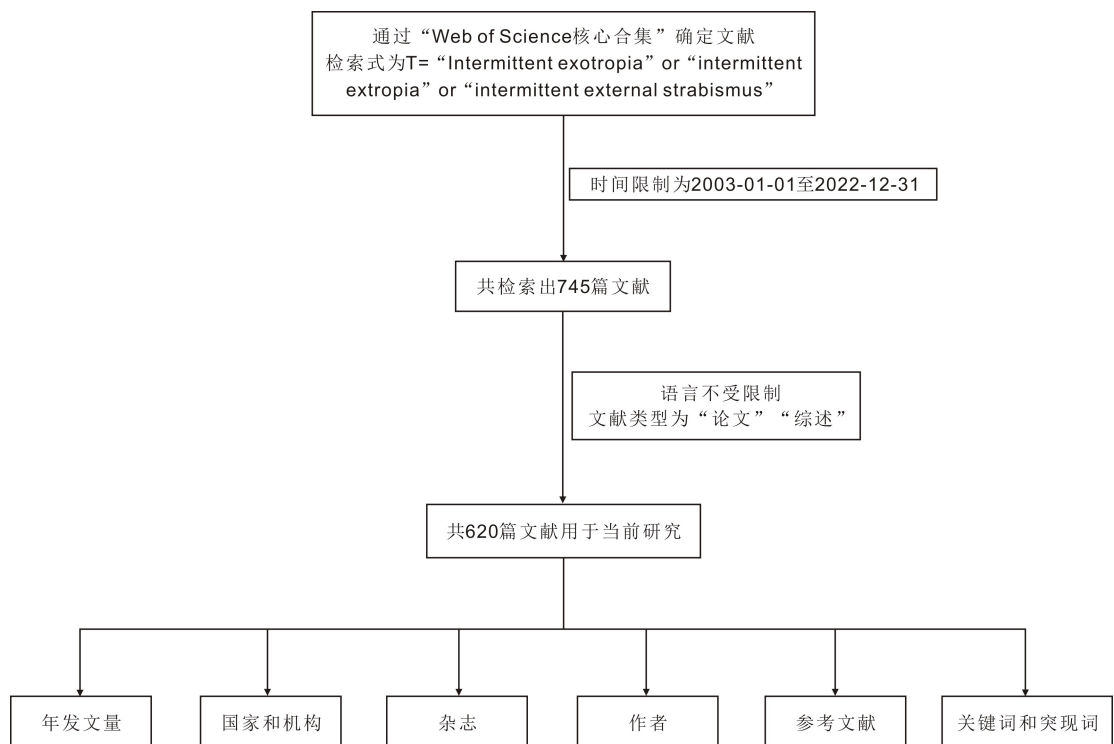 通过“Web of Science核心合集”确定文献
检索式为T=“Intermittent exotropia” or “intermittent
extropia” or “intermittent external strabismus”
时间限制为2003-01-01至2022-12-31
共检索出745篇文献
语言不受限制
文献类型为“论文”“综述”
共620篇文献用于当前研究
年发文量
国家和机构
杂志
作者
参考文献
关键词和突现词